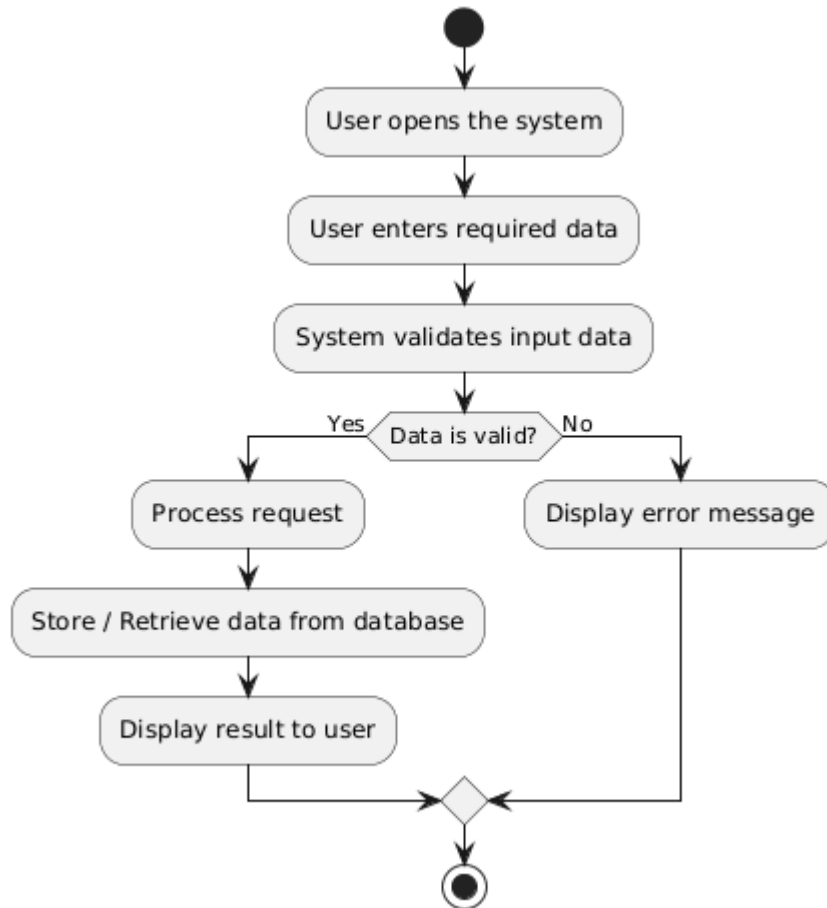 User opens the system
User enters required data
System validates input data
Yes
Data is valid?
No
Process request
Display error message
Store / Retrieve data from database
Display result to user